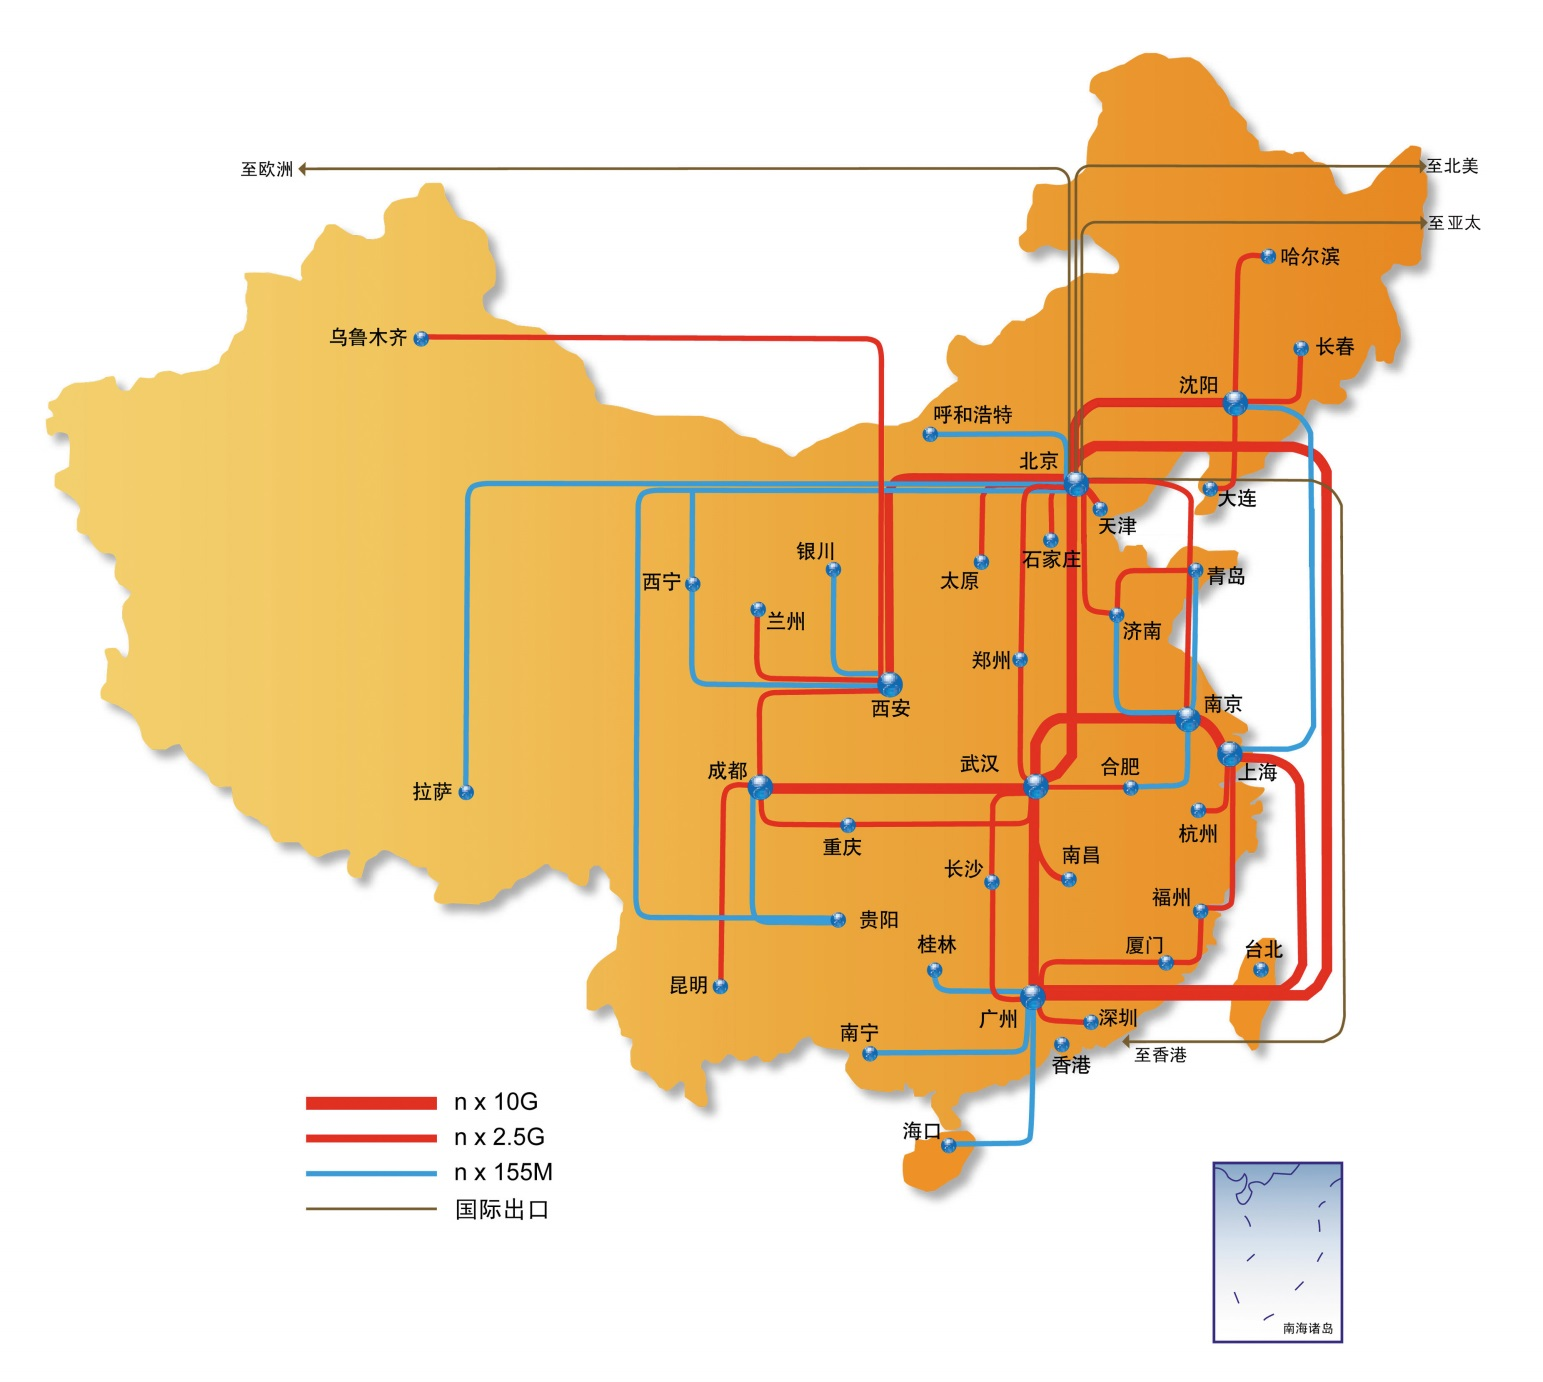 至欧洲
至北美
至亚太
哈尔滨
乌鲁木齐
长春
沈阳
呼和浩特
北京
大连
天津
银川
石家庄
太原
西宁
青岛
兰州
济南
郑州
西安
南京
武汉
合肥
成都
上海
拉萨
杭州
重庆
南昌
长沙
福州
贵阳
桂林
厦门
台北
昆明
广州
深圳
南宁
至香港
香港
n x 10G
海口
n x 2.5G
n x 155M
国际出口
南海诸岛